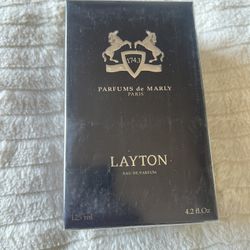 1743
PARFUMS de MARLY
PARIS
LAYTON
EAU DE PARFUM
125 ml 4.2 fl.Oz